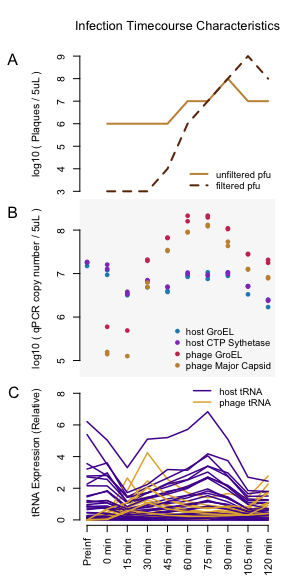 Infection Timecourse Characteristics
A
log10 ( Plaques / 5uL )
9
8
7
6
5
4
3
unfiltered pfu
filtered pfu
B
log10 ( qPCR copy number / 5uL )
8
7
6
5
host GroEL
host CTP Sythetase
phage GroEL
phage Major Capsid
C
tRNA Expression (Relative)
8
6
4
2
0
host tRNA
phage tRNA
Preinf
0 min
15 min
30 min
45 min
60 min
75 min
90 min
105 min
120 min